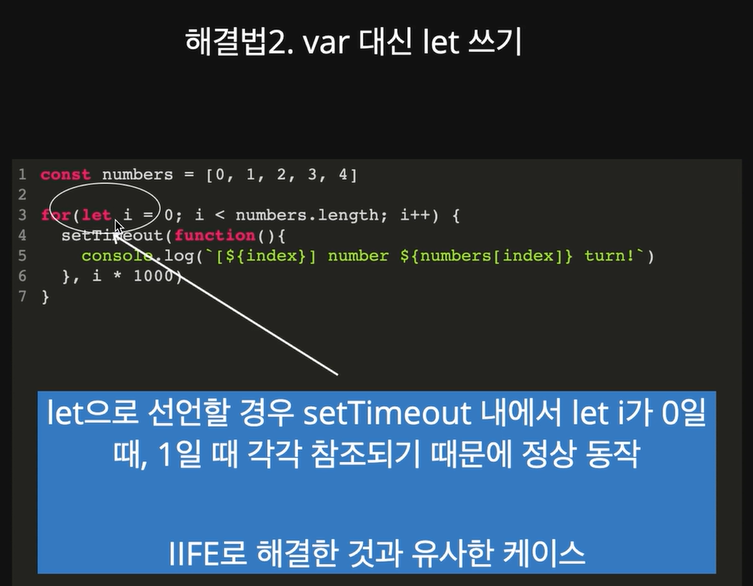 해결법2. var 대신 let 쓰기
1 const numbers = [0, 1, 2, 3, 4]
2
3 for(let i = 0; i < numbers.length; i++) {
4   setTimeout(function(){
5     console.log(`[${index}] number ${numbers[index]} turn!`)
6   }, i * 1000)
7 }
let으로 선언할 경우 setTimeout 내에서 let i가 0일
때, 1일 때 각각 참조되기 때문에 정상 동작
IIFE로 해결한 것과 유사한 케이스